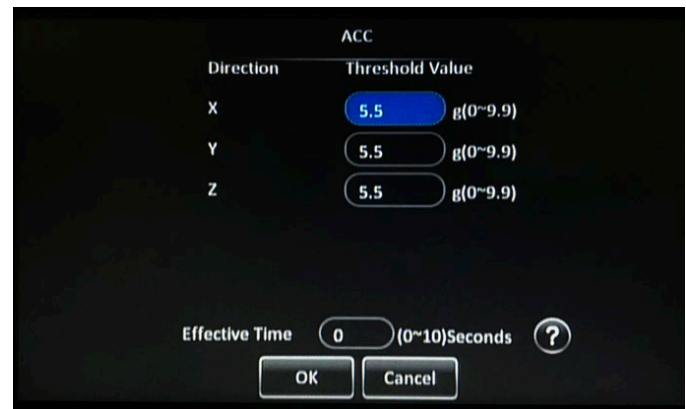 ACC
Direction Threshold Value
X 5.5 g(0~9.9)
Y 5.5 g(0~9.9)
Z 5.5 g(0~9.9)
Effective Time 0 (0~10)Seconds ?
OK Cancel